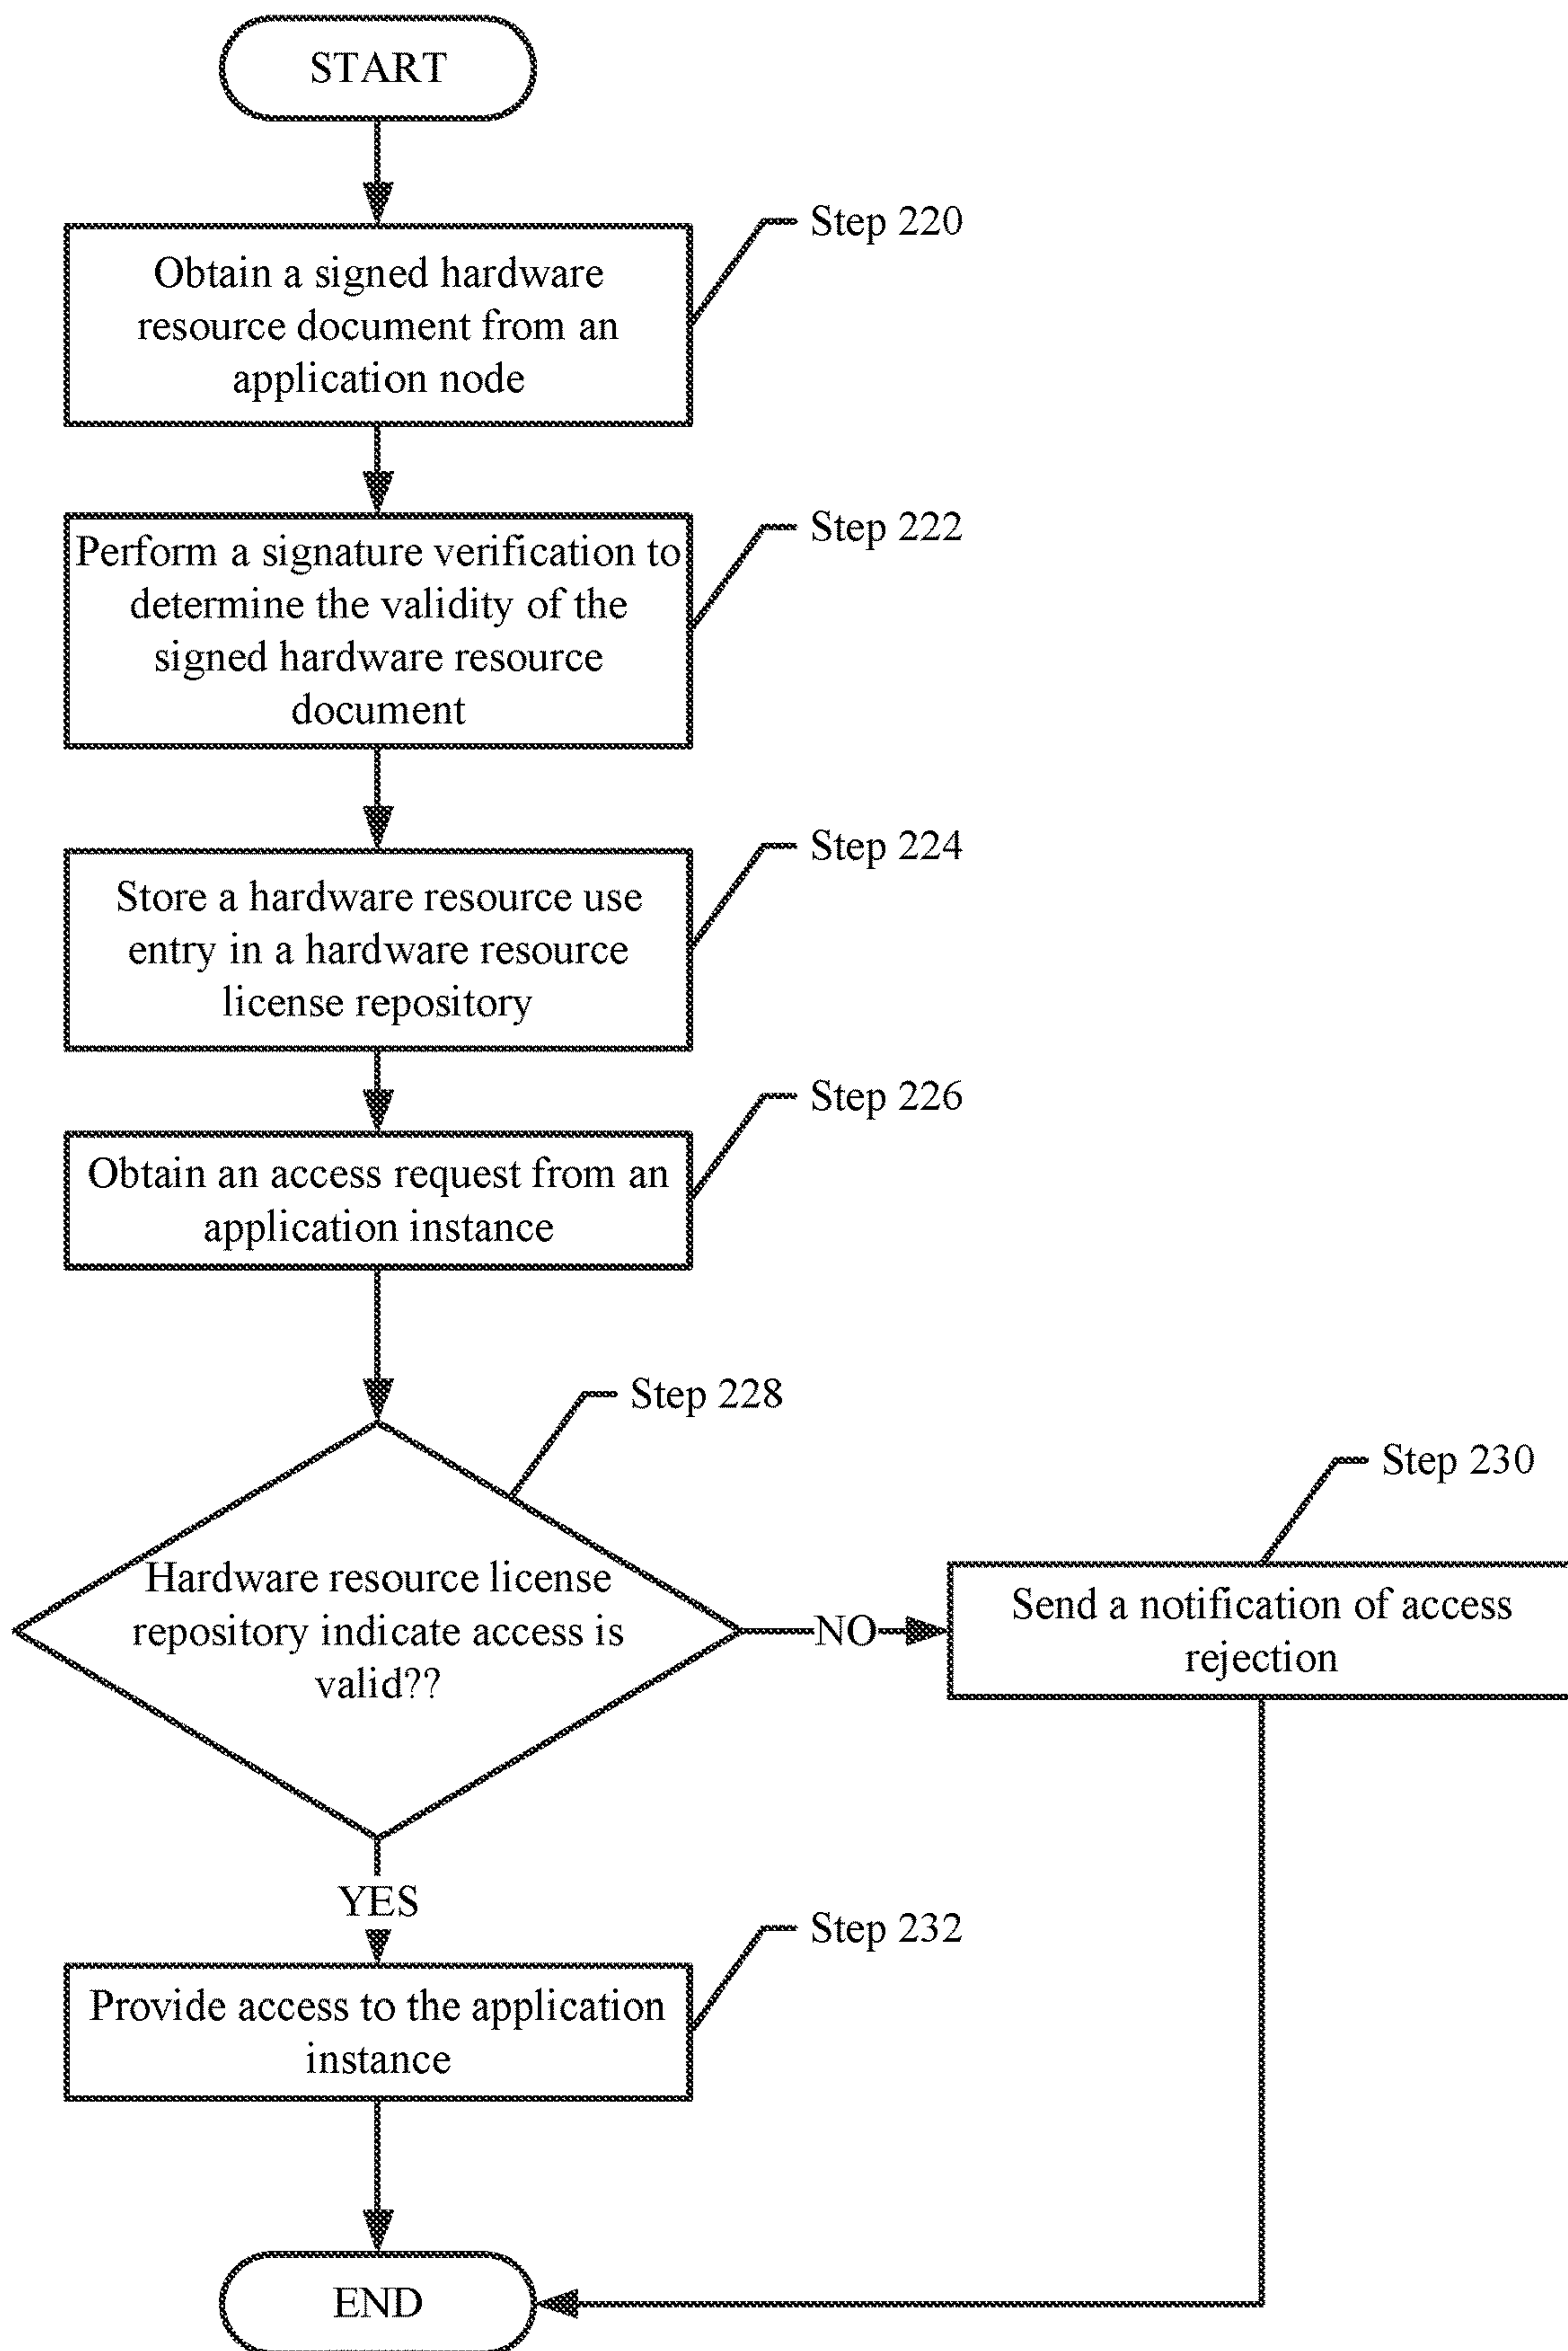 START
Step 220
Obtain a signed hardware
resource document from an
application node
Step 222
Perform a signature verification to
determine the validity of the
signed hardware resource
document
Step 224
Store a hardware resource use
entry in a hardware resource
license repository
Step 226
Obtain an access request from an
application instance
Step 228
Hardware resource license
repository indicate access is
valid??
NO
Step 230
Send a notification of access
rejection
YES
Step 232
Provide access to the application
instance
END